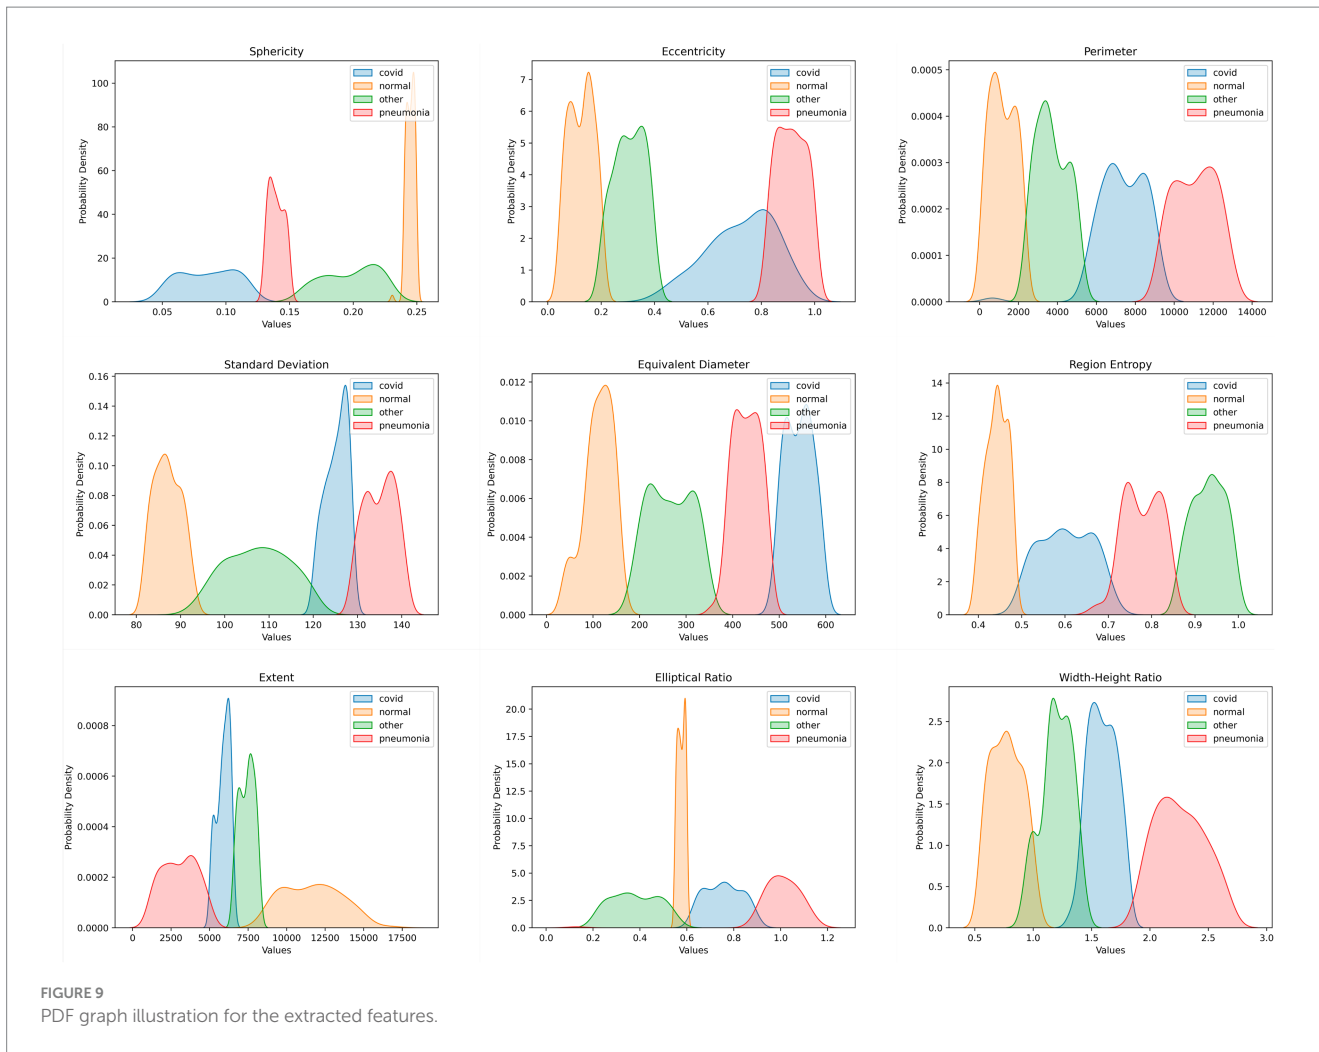 Sphericity
covid
normal
other
pneumonia
100
80
60
40
20
0
Probability Density
0.05 0.10 0.15 0.20 0.25
Values
Eccentricity
covid
normal
other
pneumonia
7
6
5
4
3
2
1
0
Probability Density
0.0 0.2 0.4 0.6 0.8 1.0
Values
Perimeter
covid
normal
other
pneumonia
0.0005
0.0004
0.0003
0.0002
0.0001
0.0000
Probability Density
0 2000 4000 6000 8000 10000 12000 14000
Values
Standard Deviation
covid
normal
other
pneumonia
0.16
0.14
0.12
0.10
0.08
0.06
0.04
0.02
0.00
Probability Density
80 90 100 110 120 130 140
Values
Equivalent Diameter
covid
normal
other
pneumonia
0.012
0.010
0.008
0.006
0.004
0.002
0.000
Probability Density
0 100 200 300 400 500 600
Values
Region Entropy
covid
normal
other
pneumonia
14
12
10
8
6
4
2
0
Probability Density
0.4 0.5 0.6 0.7 0.8 0.9 1.0
Values
Extent
covid
normal
other
pneumonia
0.0008
0.0006
0.0004
0.0002
0.0000
Probability Density
0 2500 5000 7500 10000 12500 15000 17500
Values
Elliptical Ratio
covid
normal
other
pneumonia
20.0
17.5
15.0
12.5
10.0
7.5
5.0
2.5
0.0
Probability Density
0.0 0.2 0.4 0.6 0.8 1.0 1.2
Values
Width-Height Ratio
covid
normal
other
pneumonia
2.5
2.0
1.5
1.0
0.5
0.0
Probability Density
0.5 1.0 1.5 2.0 2.5 3.0
Values
FIGURE 9
PDF graph illustration for the extracted features.